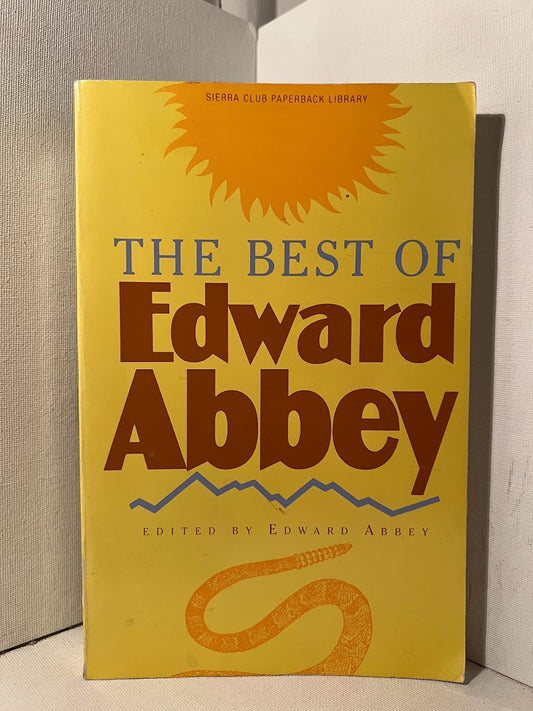 SIERRA CLUB PAPERBACK LIBRARY
THE BEST OF
Edward
Abbey
EDITED BY EDWARD ABBEY